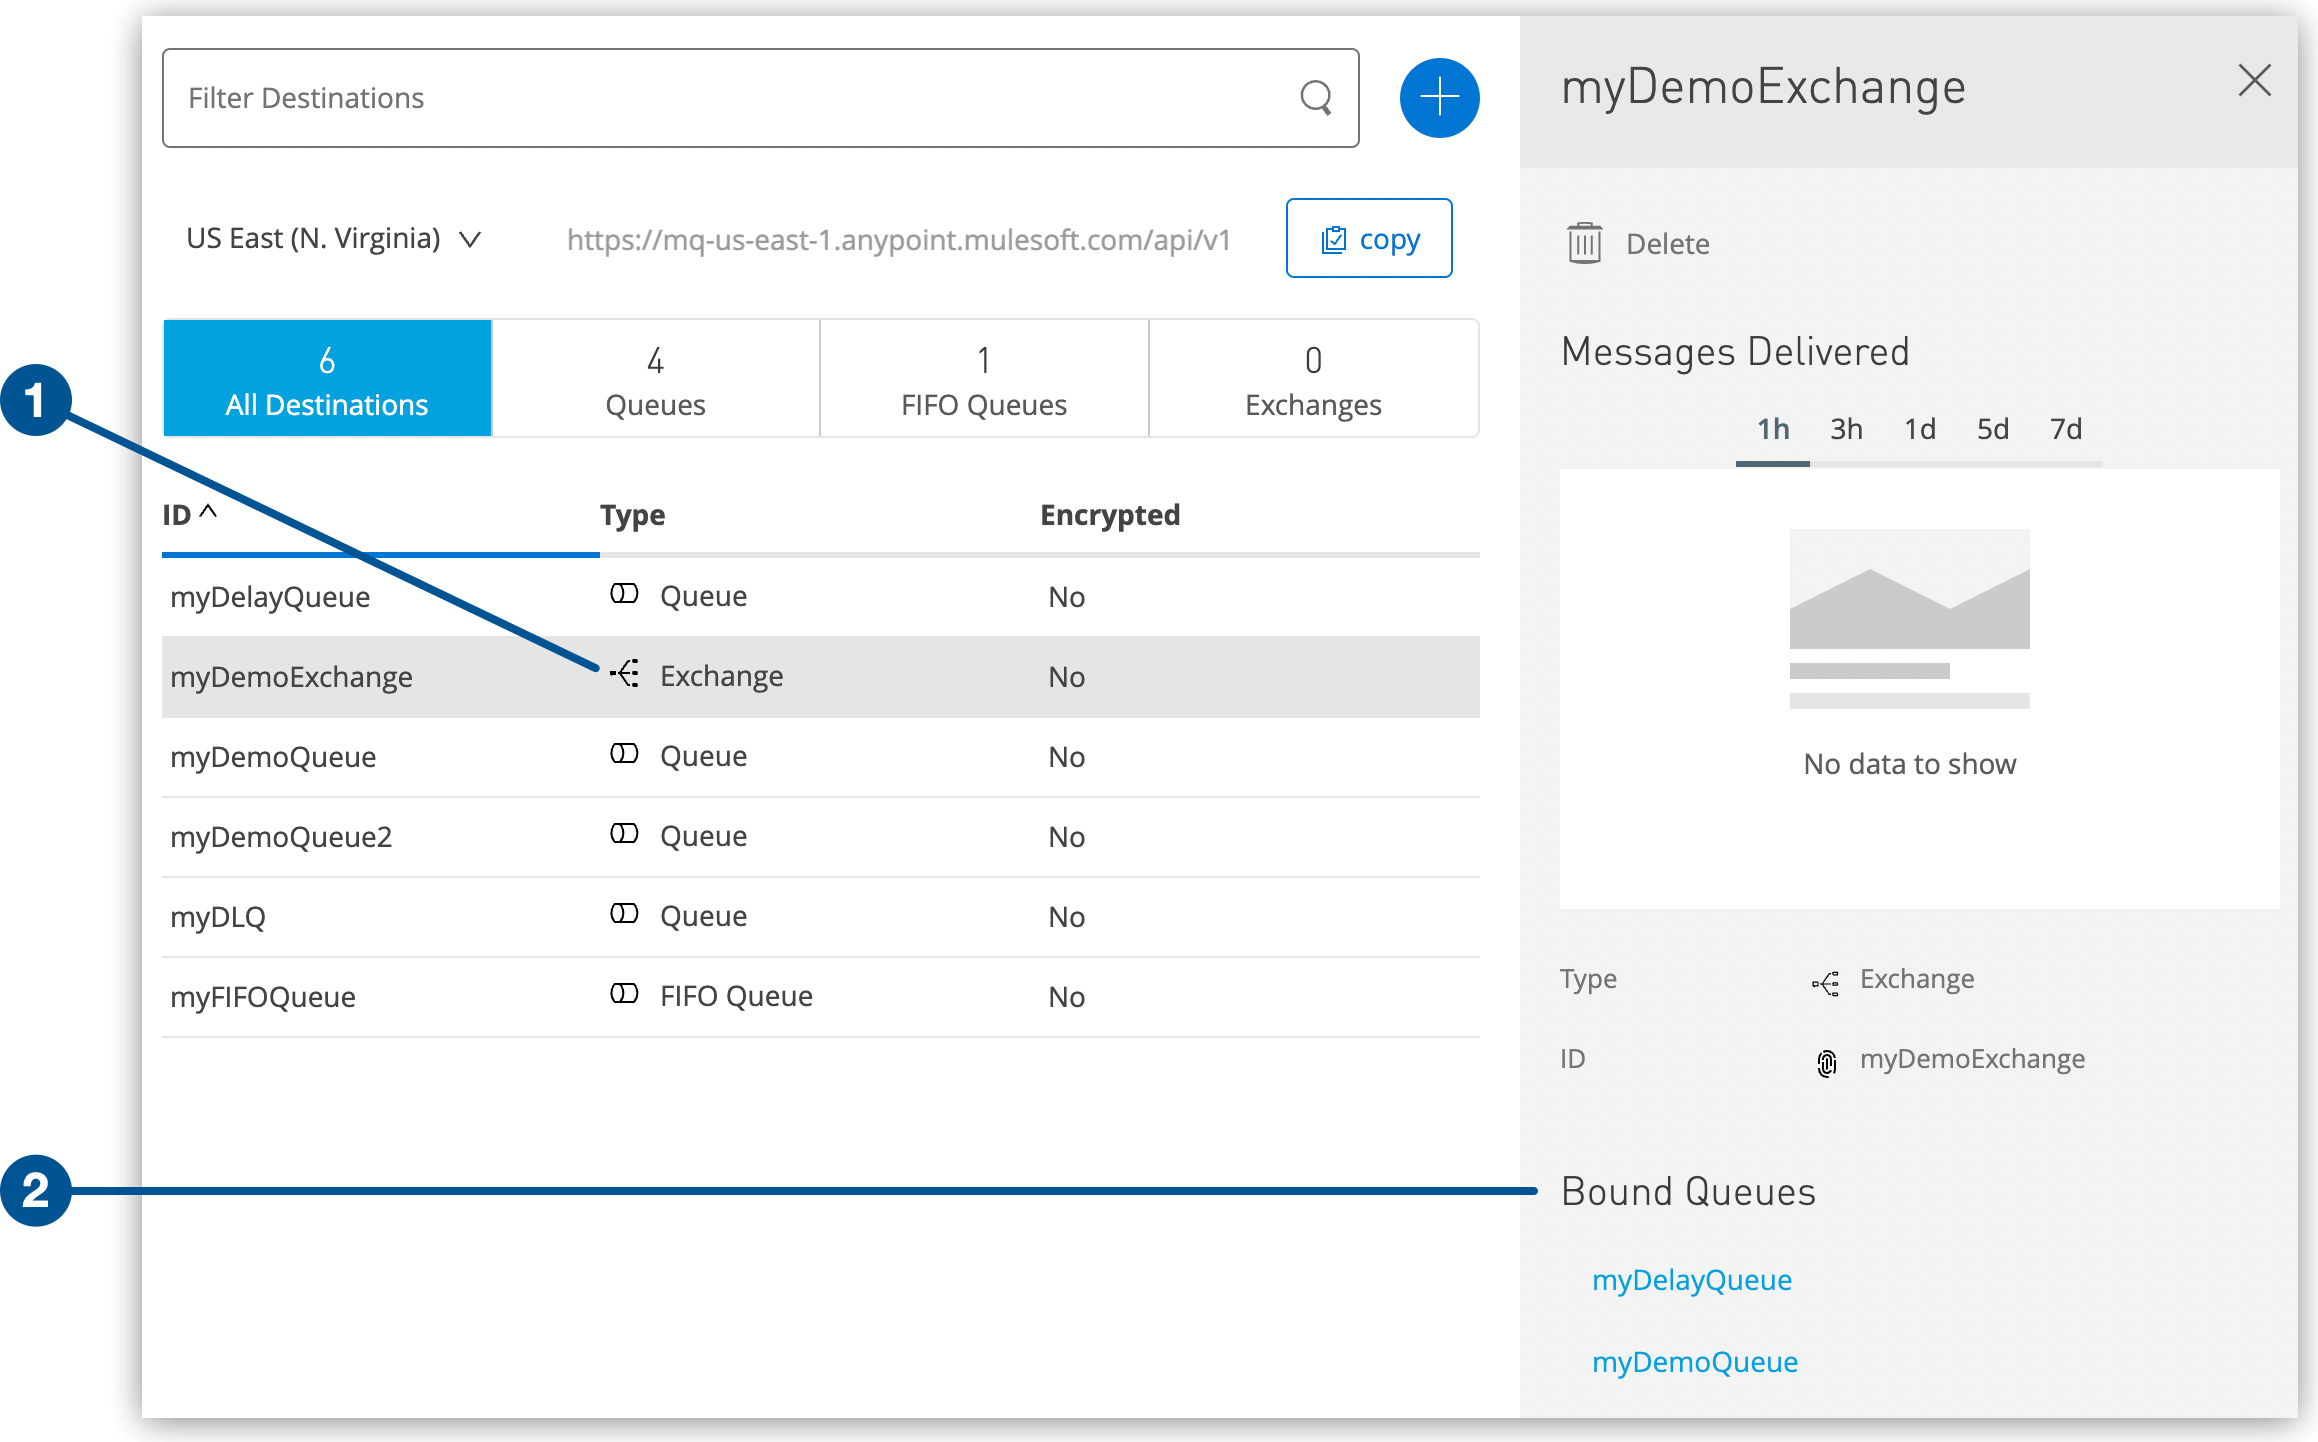 Filter Destinations
US East (N. Virginia)
https://mq-us-east-1.anypoint.mulesoft.com/api/v1
copy
6
All Destinations
4
Queues
1
FIFO Queues
0
Exchanges
1
ID Type Encrypted
myDelayQueue Queue No
myDemoExchange Exchange No
myDemoQueue Queue No
myDemoQueue2 Queue No
myDLQ Queue No
myFIFOQueue FIFO Queue No
2
myDemoExchange
Delete
Messages Delivered
1h 3h 1d 5d 7d
No data to show
Type Exchange
ID myDemoExchange
Bound Queues
myDelayQueue
myDemoQueue